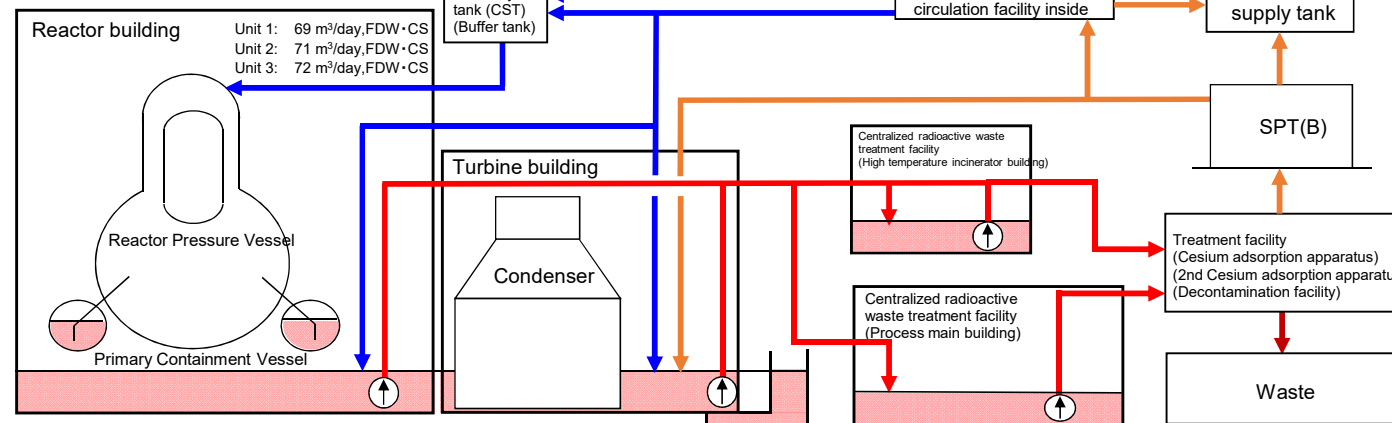 tank (CST)
(Buffer tank)
circulation facility inside
supply tank
Reactor building
Unit 1: 69 m³/day,FDW・CS
Unit 2: 71 m³/day,FDW・CS
Unit 3: 72 m³/day,FDW・CS
SPT(B)
Centralized radioactive waste
treatment facility
(High temperature incinerator building)
Turbine building
Reactor Pressure Vessel
Condenser
Treatment facility
(Cesium adsorption apparatus)
(2nd Cesium adsorption apparatu
(Decontamination facility)
Centralized radioactive
waste treatment facility
(Process main building)
Primary Containment Vessel
Waste